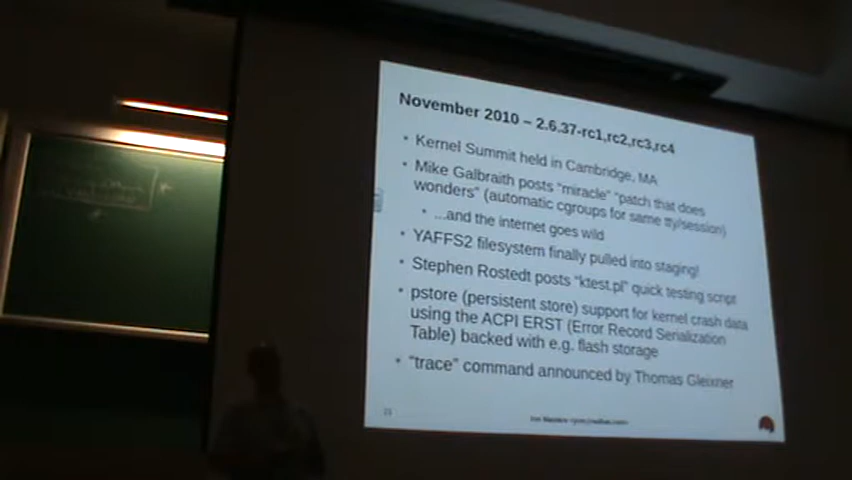 November 2010 – 2.6.37-rc1,rc2,rc3,rc4
• Kernel Summit held in Cambridge, MA
• Mike Galbraith posts “miracle” “patch that does
wonders” (automatic cgroups for same tty/session)
• ...and the internet goes wild
• YAFFS2 filesystem finally pulled into staging!
• Stephen Rostedt posts “ktest.pl” quick testing script
• pstore (persistent store) support for kernel crash data
using the ACPI ERST (Error Record Serialization
Table) backed with e.g. flash storage
• “trace” command announced by Thomas Gleixner